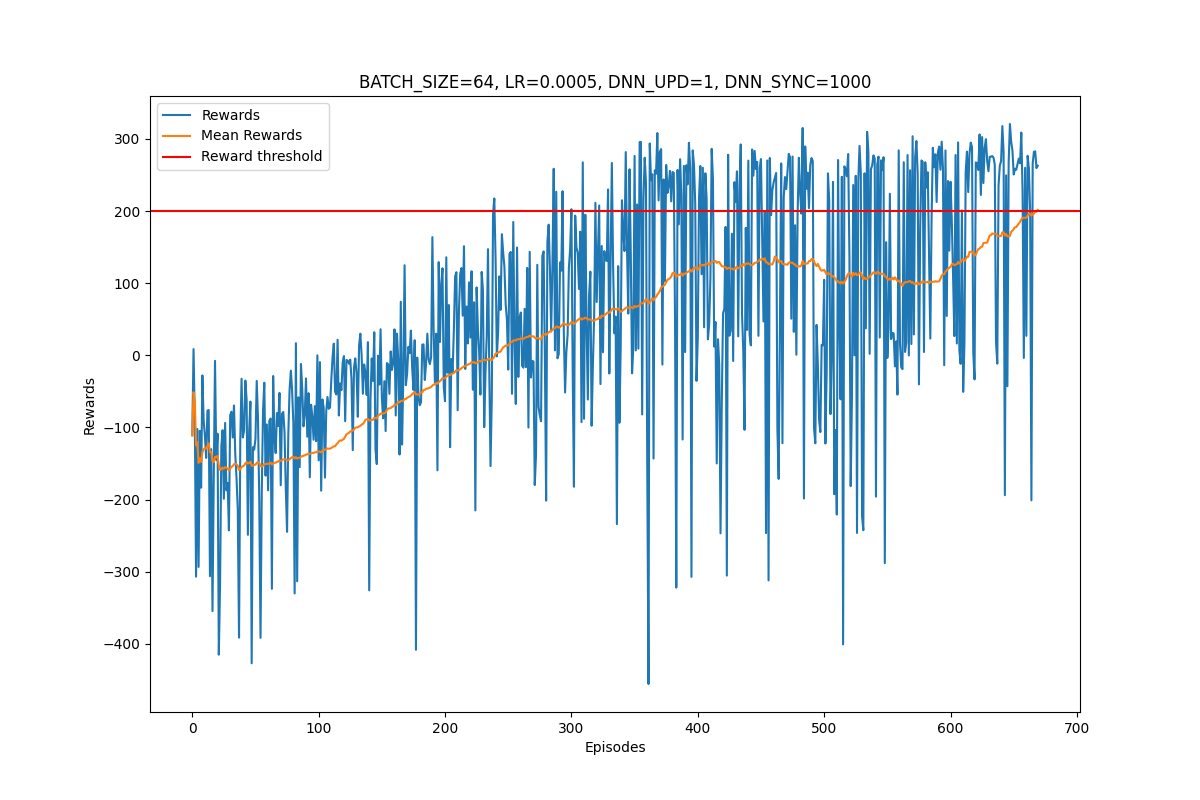 BATCH_SIZE=64, LR=0.0005, DNN_UPD=1, DNN_SYNC=1000
Rewards
Mean Rewards
Reward threshold
300
200
100
0
−100
−200
−300
−400
Rewards
0 100 200 300 400 500 600 700
Episodes